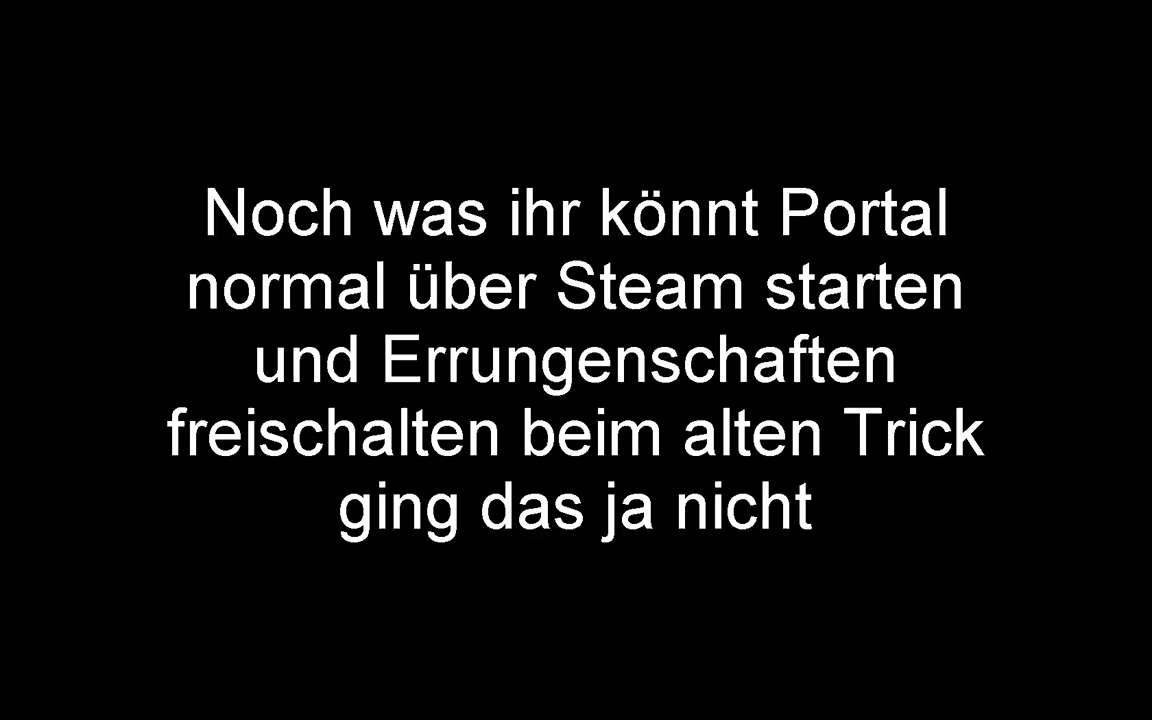 Noch was ihr könnt Portal
normal über Steam starten
und Errungenschaften
freischalten beim alten Trick
ging das ja nicht